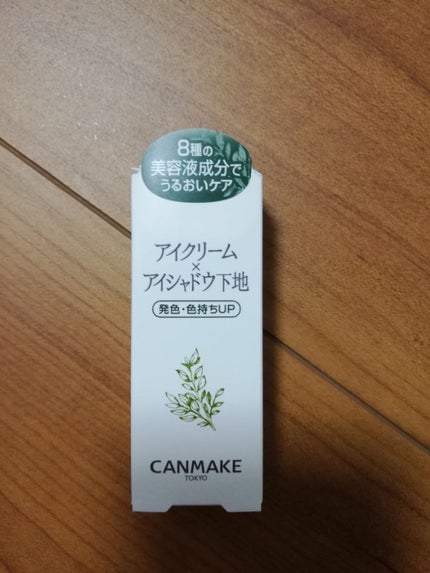 8種の
美容液成分で
うるおいケア
アイクリーム
×
アイシャドウ下地
発色・色持ちUP
CANMAKE
TOKYO